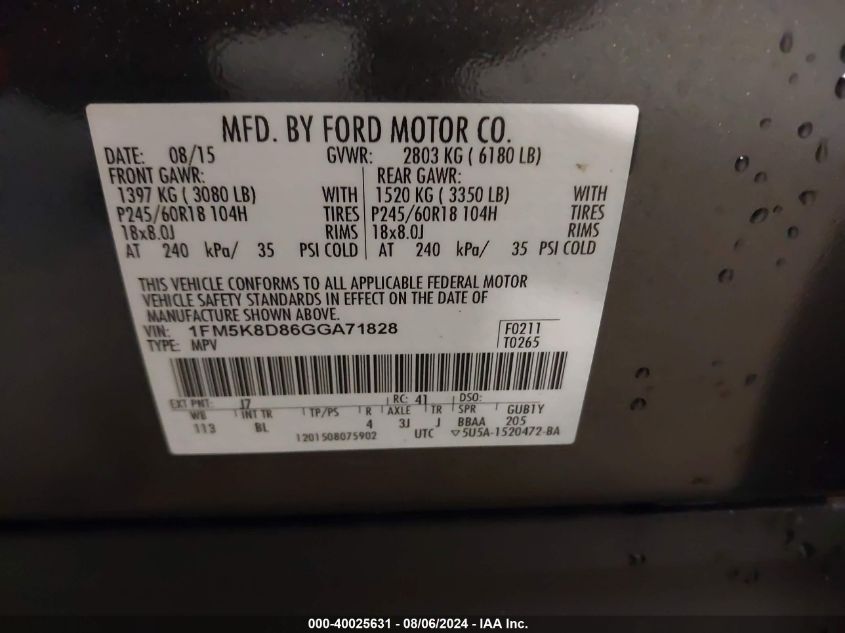 MFD. BY FORD MOTOR CO.
DATE: 08/15 GVWR: 2803 KG ( 6180 LB)
FRONT GAWR: REAR GAWR:
1397 KG ( 3080 LB) WITH 1520 KG ( 3350 LB) WITH
P245/60R18 104H TIRES P245/60R18 104H TIRES
18x8.0J RIMS 18x8.0J RIMS
AT 240 kPa/ 35 PSI COLD AT 240 kPa/ 35 PSI COLD
THIS VEHICLE CONFORMS TO ALL APPLICABLE FEDERAL MOTOR
VEHICLE SAFETY STANDARDS IN EFFECT ON THE DATE OF
MANUFACTURE SHOWN ABOVE.
VIN: 1FM5K8D86GGA71828 F0211
TYPE: MPV T0265
EXT PNT: J7 RC: 41 DSO:
WB INT TR TP/PS R AXLE TR SPR GUB1Y
113 BL 4 3J J BBAA 205
1201508075902 UTC ▽5U5A-1520472-BA
000-40025631 - 08/06/2024 - IAA Inc.